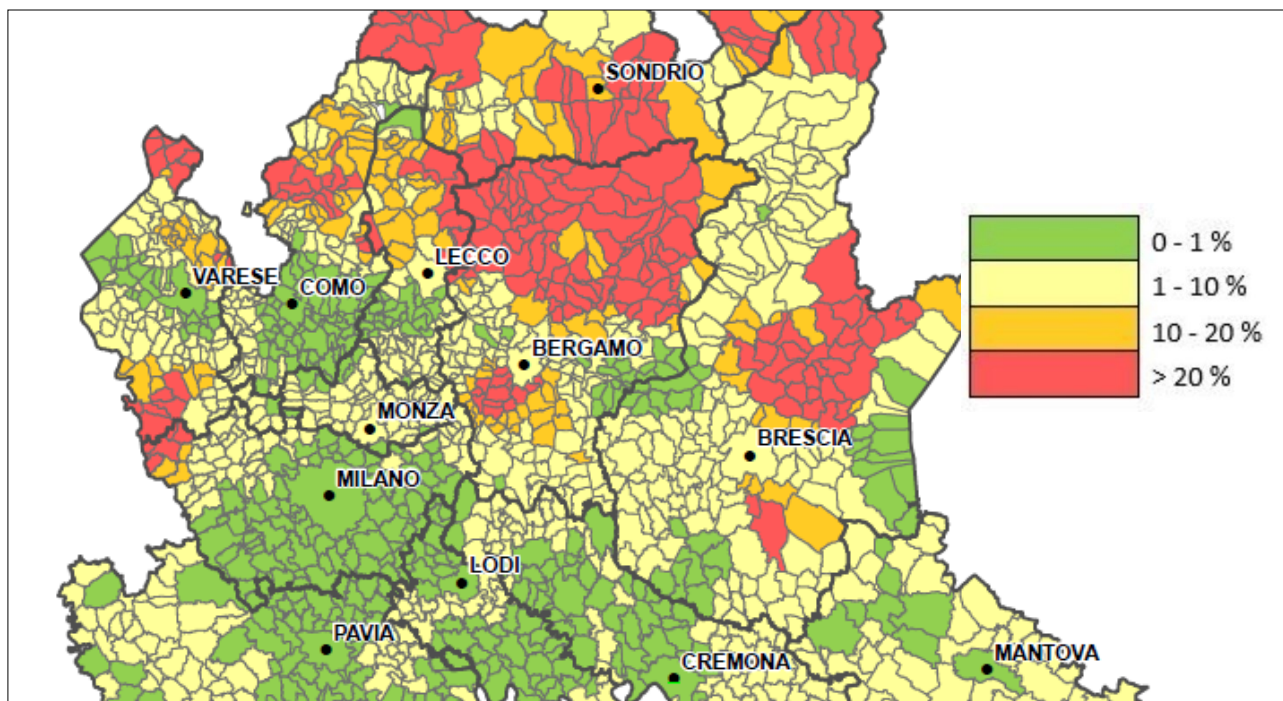 SONDRIO
VARESE
COMO
LECCO
BERGAMO
MONZA
BRESCIA
MILANO
LODI
PAVIA
CREMONA
MANTOVA
0 - 1 %
1 - 10 %
10 - 20 %
> 20 %